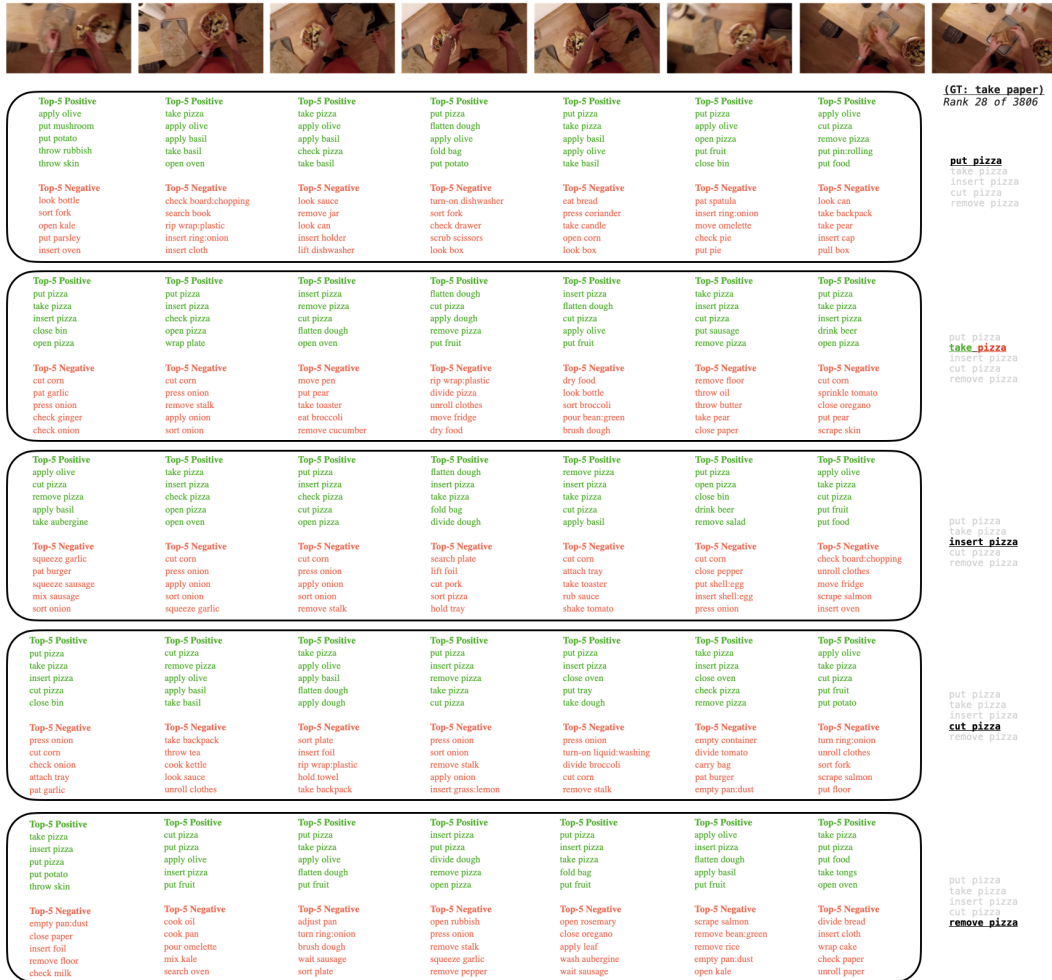 (GT: take paper)
Rank 28 of 3806
Top-5 Positive Top-5 Positive Top-5 Positive Top-5 Positive Top-5 Positive Top-5 Positive Top-5 Positive
apply olive take pizza take pizza put pizza put pizza put pizza apply olive
put mushroom apply olive apply olive flatten dough take pizza apply olive cut pizza
put potato apply basil apply basil apply olive apply basil open pizza remove pizza
throw rubbish take basil check pizza fold bag apply olive put fruit put pin:rolling
throw skin open oven take basil put potato take basil close bin put food
put pizza
take pizza
insert pizza
cut pizza
remove pizza
Top-5 Negative Top-5 Negative Top-5 Negative Top-5 Negative Top-5 Negative Top-5 Negative Top-5 Negative
look bottle check board:chopping look sauce turn-on dishwasher eat bread pat spatula look can
sort fork search book remove jar sort fork press coriander insert ring:onion take backpack
open kale rip wrap:plastic look can check drawer take candle move omelette take pear
put parsley insert ring:onion insert holder scrub scissors open corn check pie insert cap
insert oven insert cloth lift dishwasher look box look box put pie pull box
Top-5 Positive Top-5 Positive Top-5 Positive Top-5 Positive Top-5 Positive Top-5 Positive Top-5 Positive
put pizza put pizza insert pizza flatten dough insert pizza take pizza put pizza
take pizza insert pizza remove pizza cut pizza flatten dough insert pizza take pizza
insert pizza check pizza cut pizza apply dough cut pizza cut pizza insert pizza
close bin open pizza flatten dough remove pizza apply olive put sausage drink beer
open pizza wrap plate open oven put fruit put fruit remove pizza open pizza
put pizza
take pizza
insert pizza
cut pizza
remove pizza
Top-5 Negative Top-5 Negative Top-5 Negative Top-5 Negative Top-5 Negative Top-5 Negative Top-5 Negative
cut corn cut corn move pen rip wrap:plastic dry food remove floor cut corn
pat garlic press onion put pear divide pizza look bottle throw oil sprinkle tomato
press onion remove stalk take toaster unroll clothes sort broccoli throw butter close oregano
check ginger apply onion eat broccoli move fridge pour bean:green take pear put pear
check onion sort onion remove cucumber dry food brush dough close paper scrape skin
Top-5 Positive Top-5 Positive Top-5 Positive Top-5 Positive Top-5 Positive Top-5 Positive Top-5 Positive
apply olive take pizza put pizza flatten dough remove pizza put pizza apply olive
cut pizza insert pizza insert pizza insert pizza insert pizza open pizza take pizza
remove pizza check pizza check pizza take pizza take pizza close bin cut pizza
apply basil open pizza cut pizza fold bag cut pizza drink beer put fruit
take aubergine open oven open pizza divide dough apply basil remove salad put food
put pizza
take pizza
insert pizza
cut pizza
remove pizza
Top-5 Negative Top-5 Negative Top-5 Negative Top-5 Negative Top-5 Negative Top-5 Negative Top-5 Negative
squeeze garlic cut corn cut corn search plate cut corn cut corn check board:chopping
pat burger press onion press onion lift foil attach tray close pepper unroll clothes
squeeze sausage apply onion apply onion cut pork take toaster put shell:egg move fridge
mix sausage sort onion sort onion sort pizza rub sauce insert shell:egg scrape salmon
sort onion squeeze garlic remove stalk hold tray shake tomato press onion insert oven
Top-5 Positive Top-5 Positive Top-5 Positive Top-5 Positive Top-5 Positive Top-5 Positive Top-5 Positive
put pizza cut pizza take pizza put pizza put pizza take pizza apply olive
take pizza remove pizza apply olive insert pizza insert pizza insert pizza take pizza
insert pizza apply olive apply basil remove pizza close oven close oven cut pizza
cut pizza apply basil flatten dough take pizza put tray check pizza put fruit
close bin take basil apply dough cut pizza take dough remove pizza put potato
put pizza
take pizza
insert pizza
cut pizza
remove pizza
Top-5 Negative Top-5 Negative Top-5 Negative Top-5 Negative Top-5 Negative Top-5 Negative Top-5 Negative
press onion take backpack sort plate press onion press onion empty container turn ring:onion
cut corn throw tea insert foil sort onion turn-on liquid:washing divide tomato unroll clothes
check onion cook kettle rip wrap:plastic remove stalk divide broccoli carry bag sort fork
attach tray look sauce hold towel apply onion cut corn pat burger scrape salmon
pat garlic unroll clothes take backpack insert grass:lemon remove stalk empty pan:dust put floor
Top-5 Positive Top-5 Positive Top-5 Positive Top-5 Positive Top-5 Positive Top-5 Positive Top-5 Positive
take pizza cut pizza put pizza insert pizza put pizza apply olive take pizza
insert pizza put pizza take pizza put pizza insert pizza insert pizza put pizza
put pizza apply olive apply olive divide dough take pizza flatten dough put food
put potato insert pizza flatten dough remove pizza fold bag apply basil take tongs
throw skin put fruit put fruit open pizza put fruit put fruit open oven
put pizza
take pizza
insert pizza
cut pizza
remove pizza
Top-5 Negative Top-5 Negative Top-5 Negative Top-5 Negative Top-5 Negative Top-5 Negative Top-5 Negative
empty pan:dust cook oil adjust pan open rubbish open rosemary scrape salmon divide bread
close paper cook pan turn ring:onion press onion close oregano remove bean:green insert cloth
insert foil pour omelette brush dough remove stalk apply leaf remove rice wrap cake
remove floor mix kale wait sausage squeeze garlic wash aubergine empty pan:dust check paper
check milk search oven sort plate remove pepper wait sausage open kale unroll paper